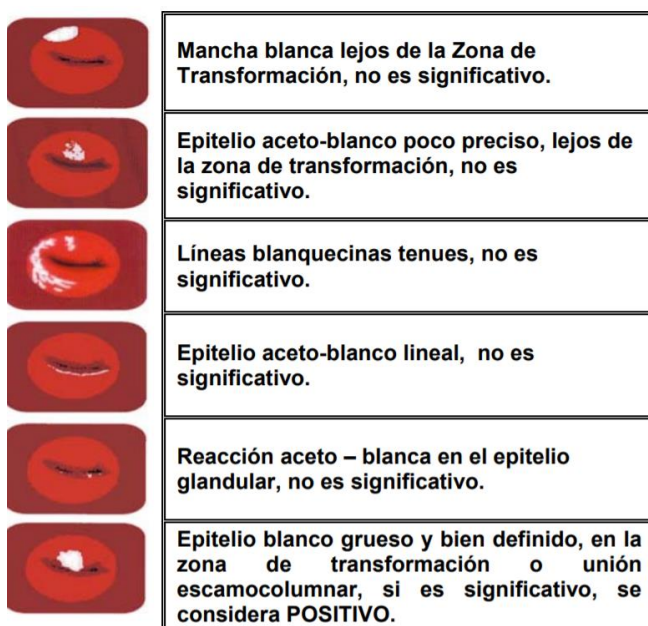 Mancha blanca lejos de la Zona de
Transformación, no es significativo.
Epitelio aceto-blanco poco preciso, lejos de
la zona de transformación, no es
significativo.
Líneas blanquecinas tenues, no es
significativo.
Epitelio aceto-blanco lineal, no es
significativo.
Reacción aceto – blanca en el epitelio
glandular, no es significativo.
Epitelio blanco grueso y bien definido, en la
zona de transformación o unión
escamocolumnar, si es significativo, se
considera POSITIVO.